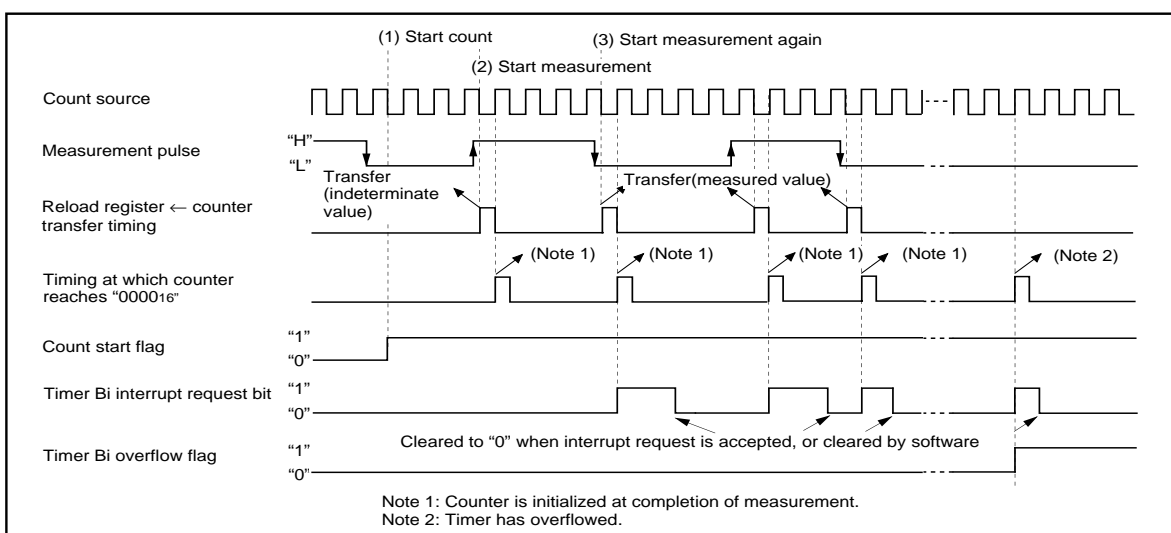 (1) Start count
(3) Start measurement again
(2) Start measurement
Count source
“H”
Measurement pulse
“L”
Transfer
(indeterminate
value)
Transfer(measured value)
Reload register ← counter
transfer timing
(Note 1)
(Note 1)
(Note 1)
(Note 1)
(Note 2)
Timing at which counter
reaches “000016”
“1”
Count start flag
“0”
Timer Bi interrupt request bit
“1”
“0”
Cleared to “0” when interrupt request is accepted, or cleared by software
Timer Bi overflow flag
“1”
“0”
Note 1: Counter is initialized at completion of measurement.
Note 2: Timer has overflowed.